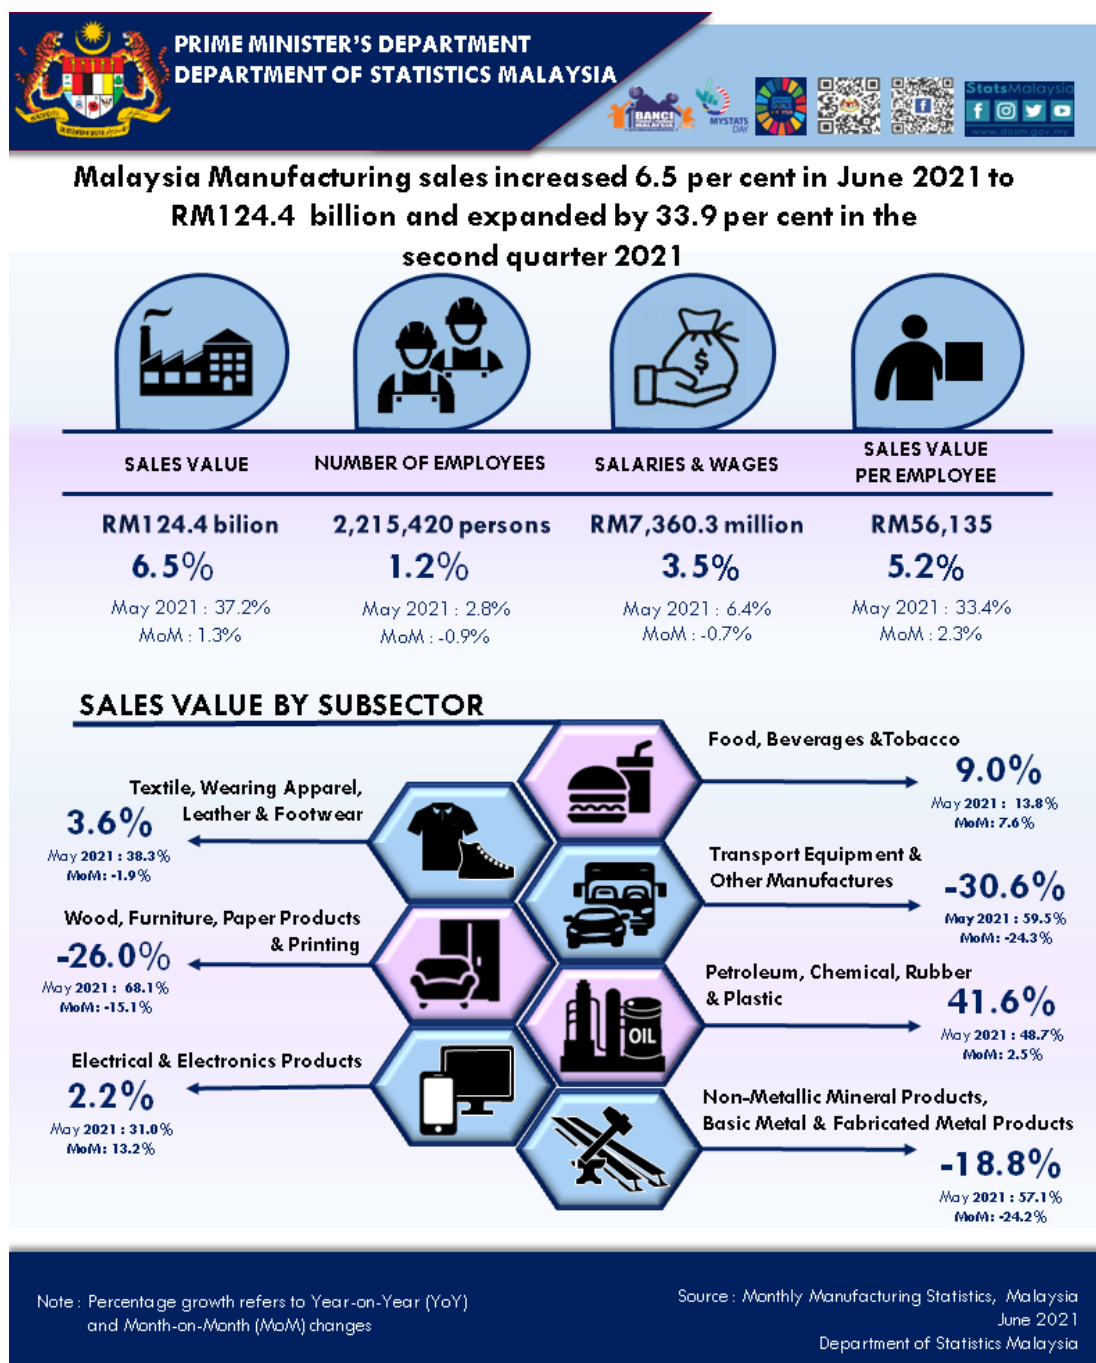 PRIME MINISTER'S DEPARTMENT
DEPARTMENT OF STATISTICS MALAYSIA
BANCI
MALAYSIA
MYSTATS
DAY
StatsMalaysia
www.dosm.gov.my
Malaysia Manufacturing sales increased 6.5 per cent in June 2021 to
RM124.4 billion and expanded by 33.9 per cent in the
second quarter 2021
SALES VALUE
RM124.4 bilion
6.5%
May 2021 : 37.2%
MoM : 1.3%
NUMBER OF EMPLOYEES
2,215,420 persons
1.2%
May 2021 : 2.8%
MoM : -0.9%
$
SALARIES & WAGES
RM7,360.3 million
3.5%
May 2021 : 6.4%
MoM : -0.7%
SALES VALUE
PER EMPLOYEE
RM56,135
5.2%
May 2021 : 33.4%
MoM : 2.3%
SALES VALUE BY SUBSECTOR
Food, Beverages &Tobacco
9.0%
May 2021 : 13.8%
MoM: 7.6%
Textile, Wearing Apparel,
Leather & Footwear
3.6%
May 2021 : 38.3%
MoM: -1.9%
Transport Equipment &
Other Manufactures
-30.6%
May 2021 : 59.5%
MoM: -24.3%
Wood, Furniture, Paper Products
& Printing
-26.0%
May 2021 : 68.1%
MoM: -15.1%
Petroleum, Chemical, Rubber
& Plastic
41.6%
May 2021 : 48.7%
MoM: 2.5%
OIL
Electrical & Electronics Products
2.2%
May 2021 : 31.0%
MoM: 13.2%
Non-Metallic Mineral Products,
Basic Metal & Fabricated Metal Products
-18.8%
May 2021 : 57.1%
MoM: -24.2%
Note : Percentage growth refers to Year-on-Year (YoY)
and Month-on-Month (MoM) changes
Source : Monthly Manufacturing Statistics, Malaysia
June 2021
Department of Statistics Malaysia